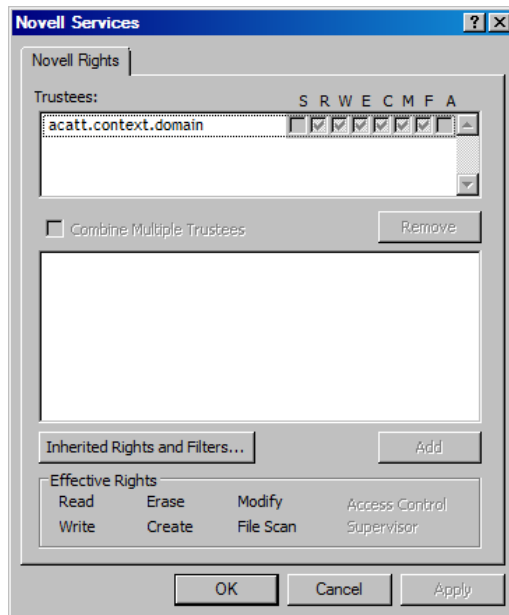 Novell Services
Novell Rights
Trustees: S R W E C M F A
acatt.context.domain
Combine Multiple Trustees Remove
Inherited Rights and Filters... Add
Effective Rights
Read Erase Modify Access Control
Write Create File Scan Supervisor
OK Cancel Apply